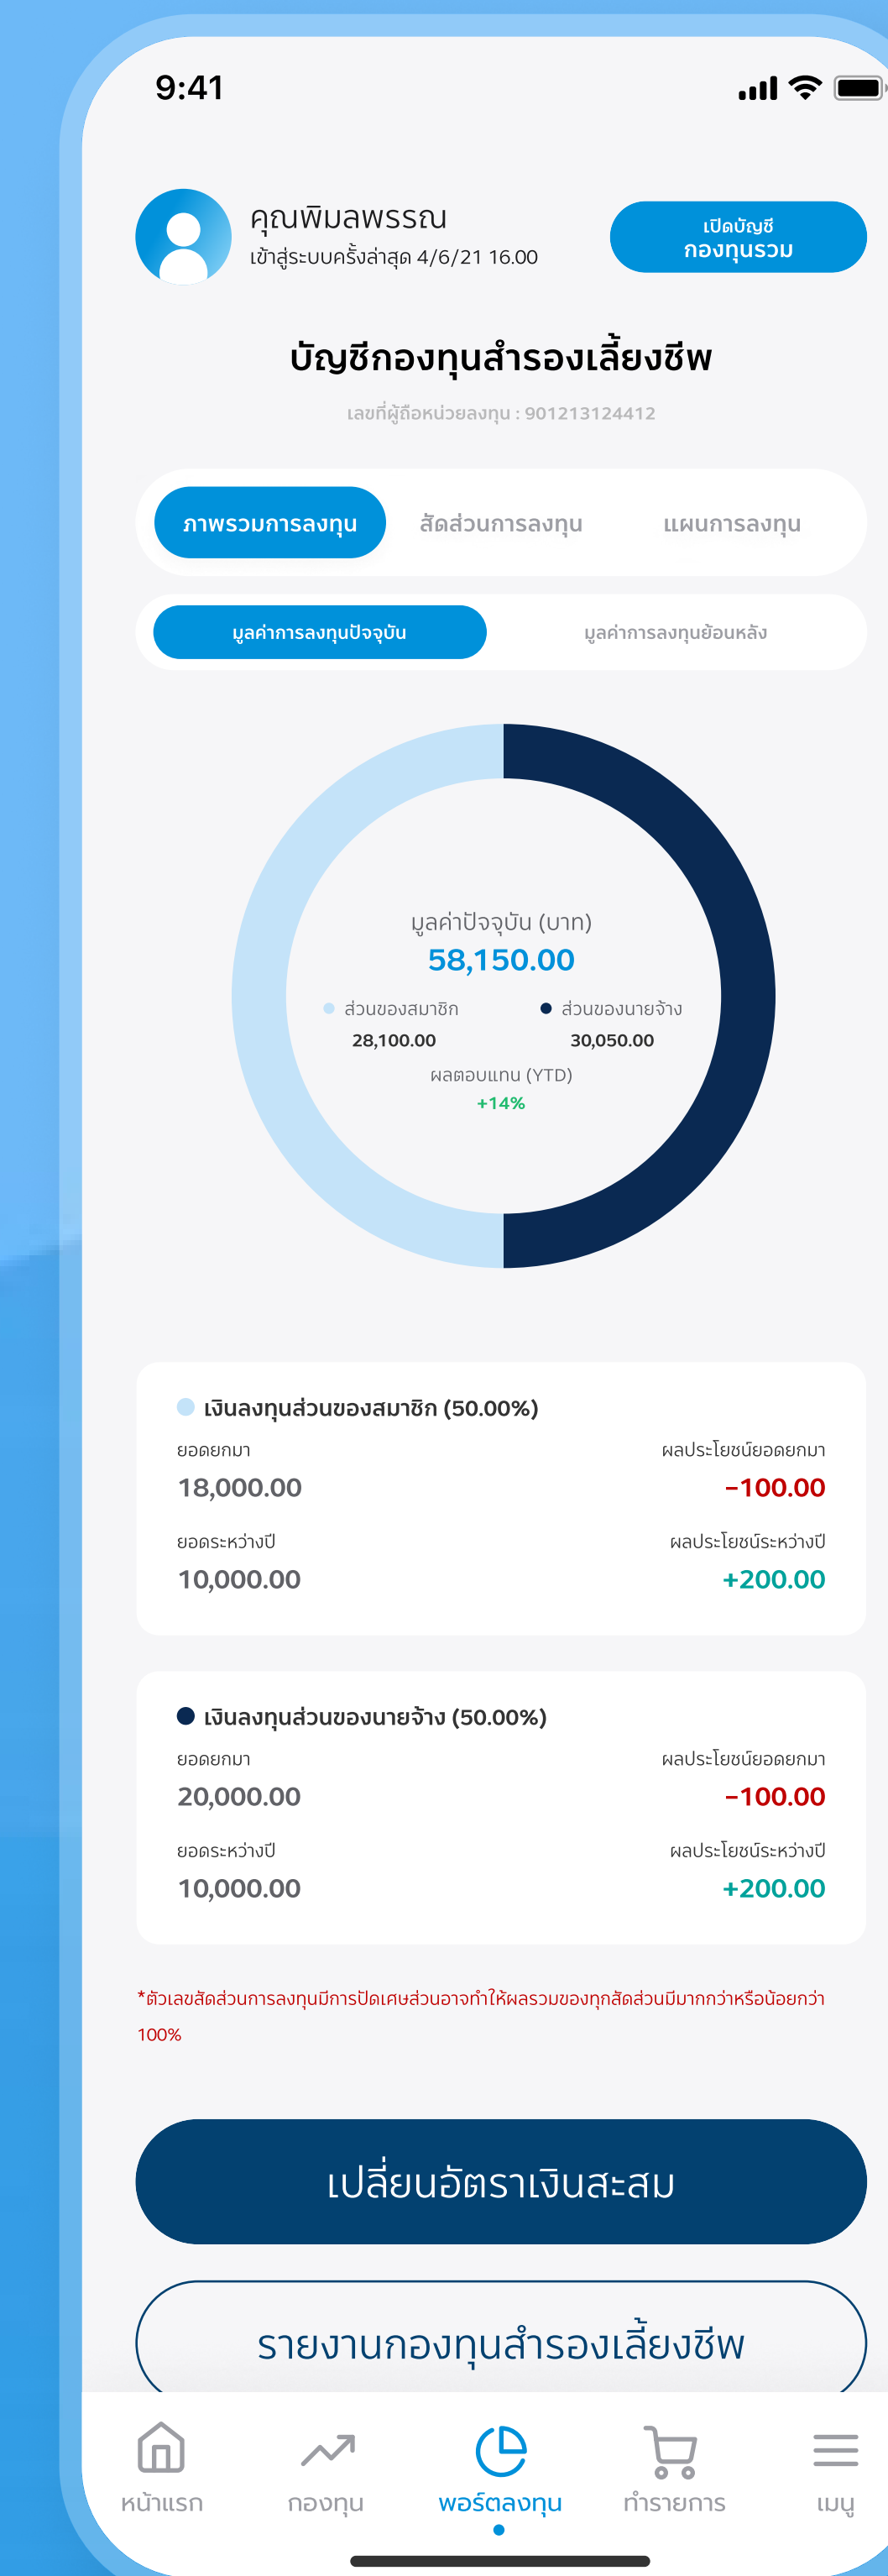 9:41
คุณพิมลพรรณ
เข้าสู่ระบบครั้งล่าสุด 4/6/21 16.00
เปิดบัญชี
กองทุนรวม
บัญชีกองทุนสำรองเลี้ยงชีพ
เลขที่ผู้ถือหน่วยลงทุน : 901213124412
ภาพรวมการลงทุน สัดส่วนการลงทุน แผนการลงทุน
มูลค่าการลงทุนปัจจุบัน มูลค่าการลงทุนย้อนหลัง
มูลค่าปัจจุบัน (บาท)
58,150.00
ส่วนของสมาชิก ส่วนของนายจ้าง
28,100.00 30,050.00
ผลตอบแทน (YTD)
+14%
เงินลงทุนส่วนของสมาชิก (50.00%)
ยอดยกมา ผลประโยชน์ยอดยกมา
18,000.00 -100.00
ยอดระหว่างปี ผลประโยชน์ระหว่างปี
10,000.00 +200.00
เงินลงทุนส่วนของนายจ้าง (50.00%)
ยอดยกมา ผลประโยชน์ยอดยกมา
20,000.00 -100.00
ยอดระหว่างปี ผลประโยชน์ระหว่างปี
10,000.00 +200.00
*ตัวเลขสัดส่วนการลงทุนมีการปัดเศษส่วนอาจทำให้ผลรวมของทุกสัดส่วนมีมากกว่าหรือน้อยกว่า
100%
เปลี่ยนอัตราเงินสะสม
รายงานกองทุนสำรองเลี้ยงชีพ
หน้าแรก กองทุน พอร์ตลงทุน ทำรายการ เมนู